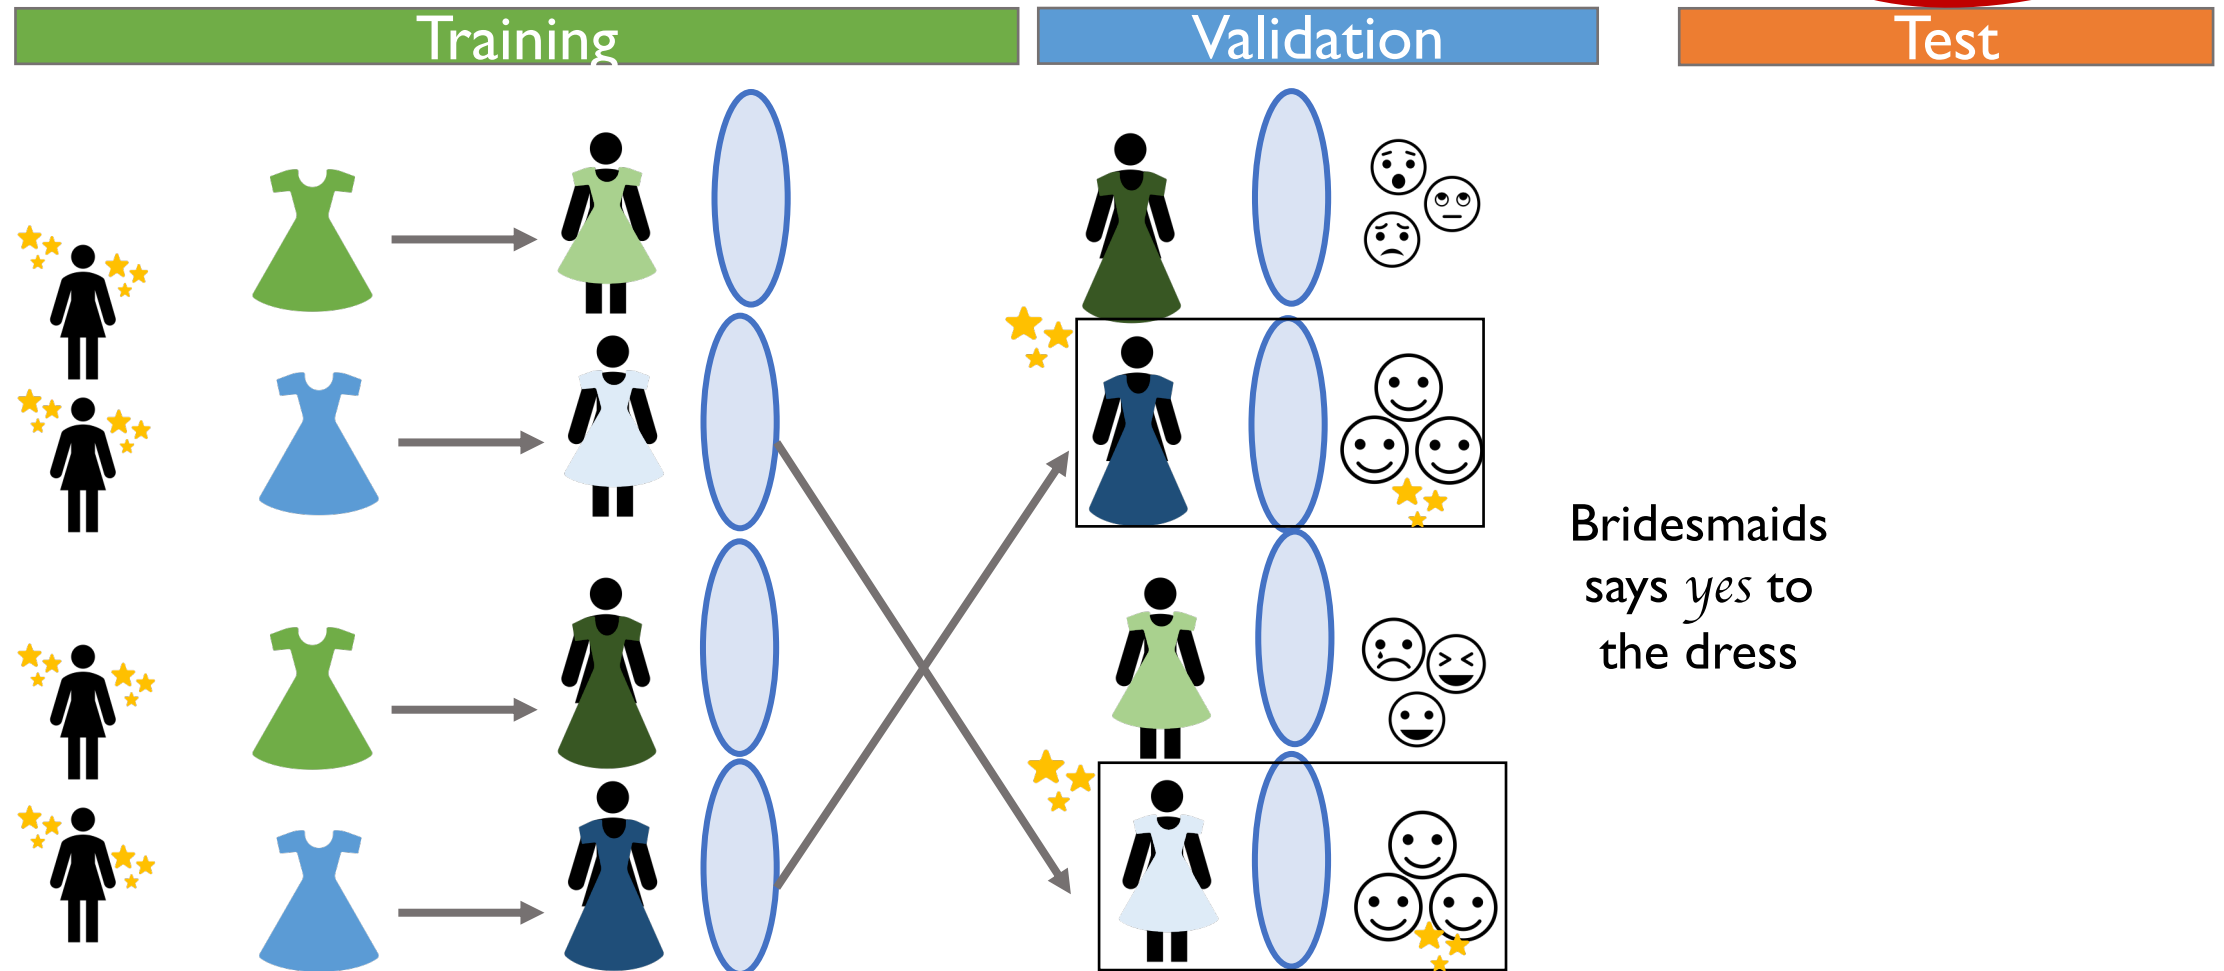 Training
Validation
Test
Bridesmaids
says yes to
the dress